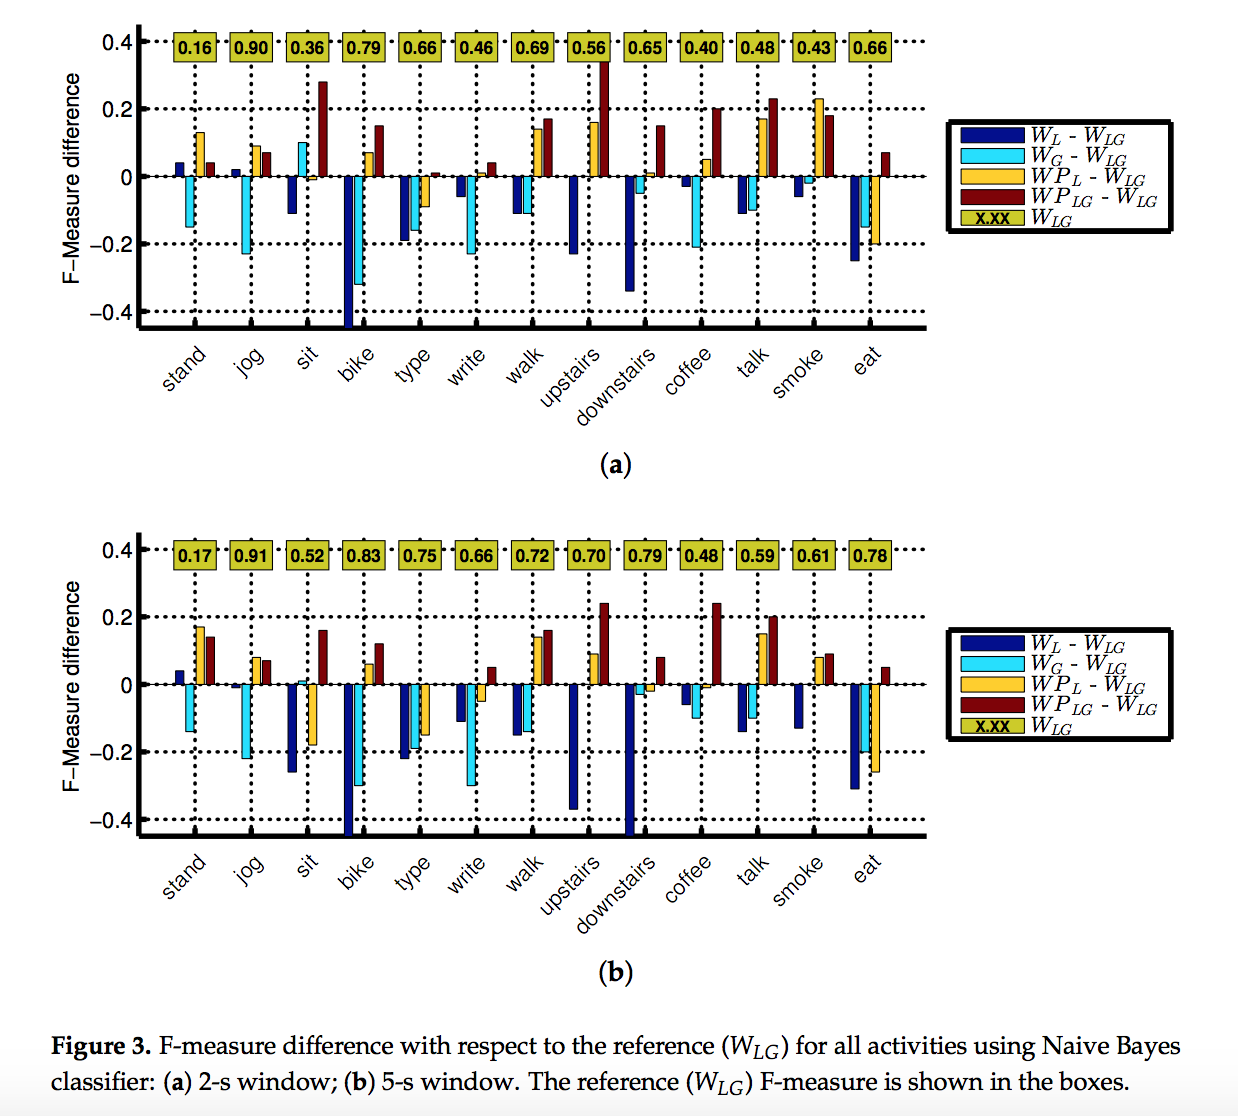 0.4
0.16 0.90 0.36 0.79 0.66 0.46 0.69 0.56 0.65 0.40 0.48 0.43 0.66
0.2
0
−0.2
−0.4
F−Measure difference
stand jog sit bike type write walk upstairs downstairs coffee talk smoke eat
W_L - W_LG
W_G - W_LG
WP_L - W_LG
WP_LG - W_LG
X.XX W_LG
(a)
0.4
0.17 0.91 0.52 0.83 0.75 0.66 0.72 0.70 0.79 0.48 0.59 0.61 0.78
0.2
0
−0.2
−0.4
F−Measure difference
stand jog sit bike type write walk upstairs downstairs coffee talk smoke eat
W_L - W_LG
W_G - W_LG
WP_L - W_LG
WP_LG - W_LG
X.XX W_LG
(b)
Figure 3. F-measure difference with respect to the reference (W_LG) for all activities using Naive Bayes
classifier: (a) 2-s window; (b) 5-s window. The reference (W_LG) F-measure is shown in the boxes.